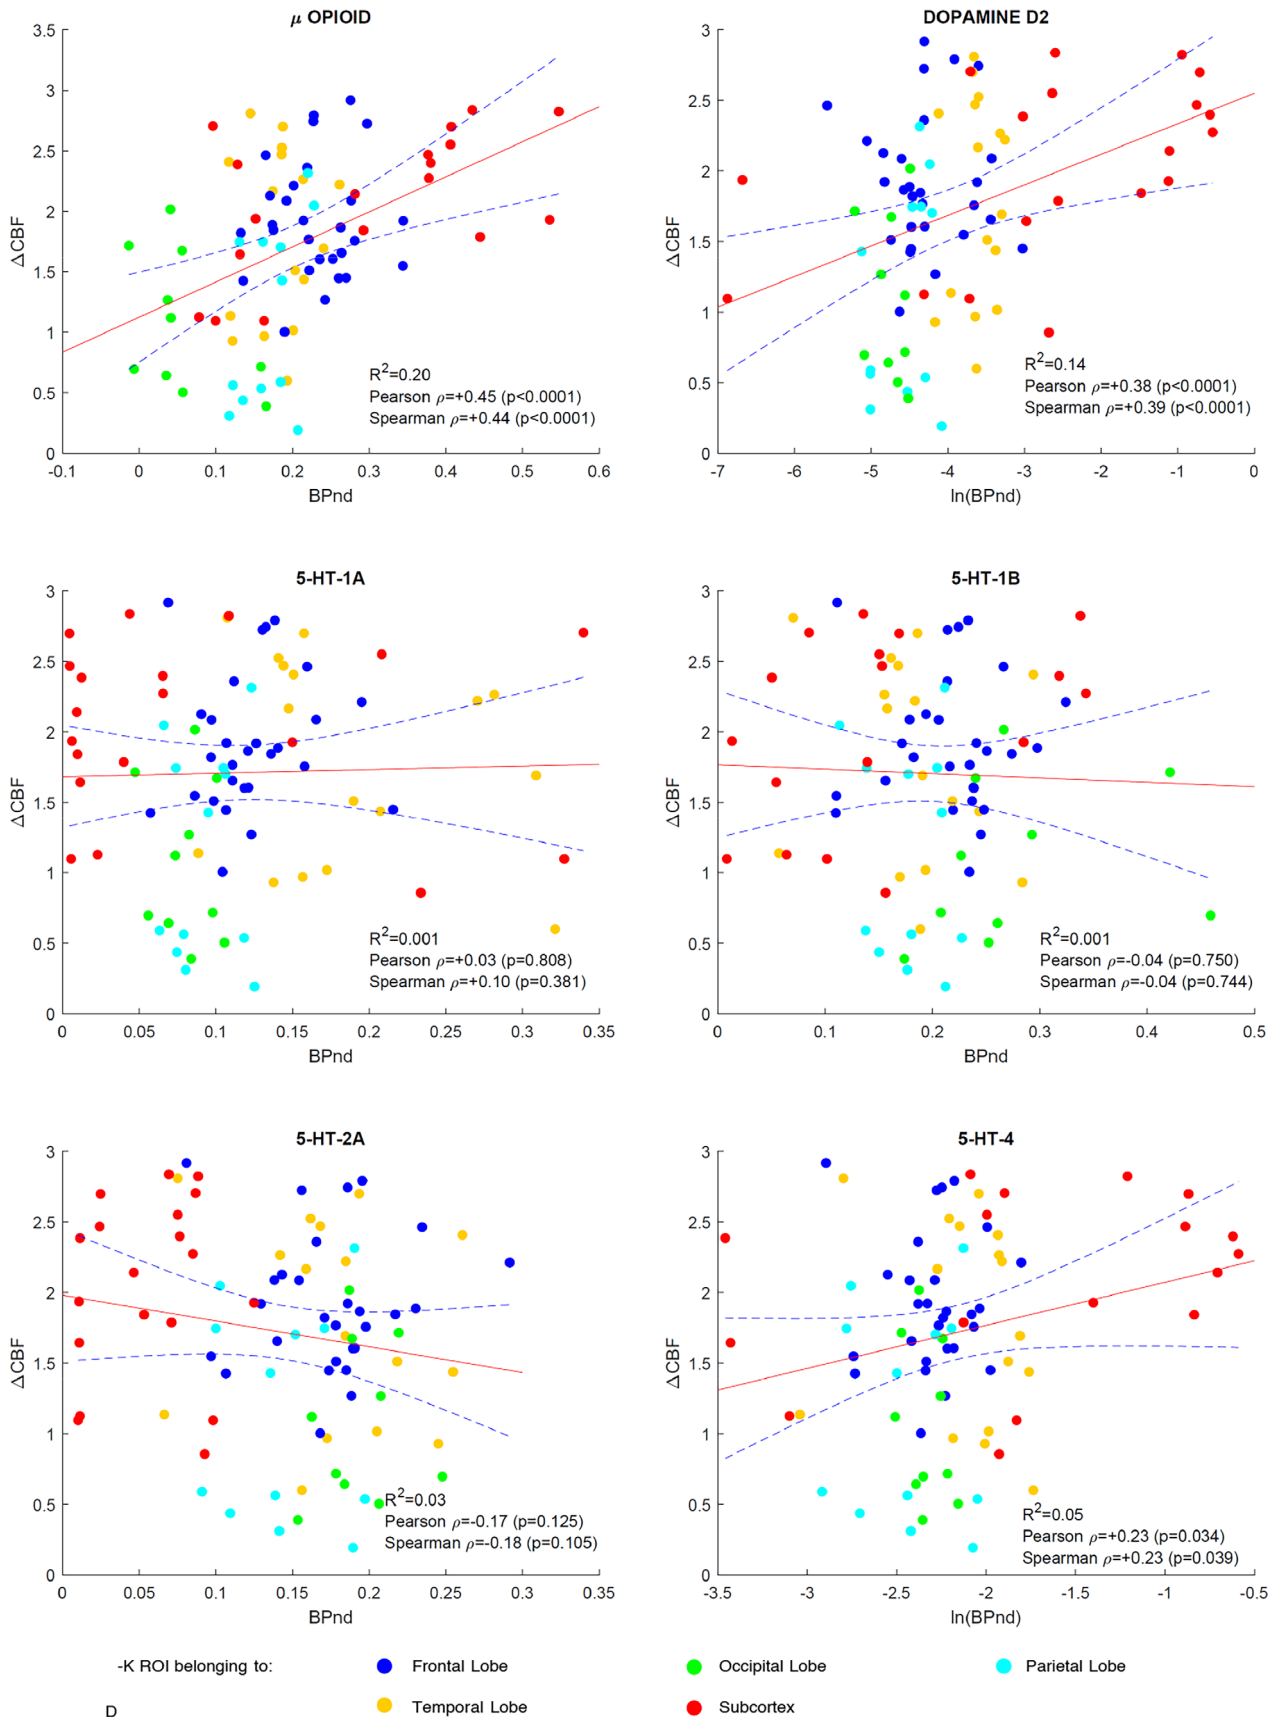 μ OPIOID
3.5
3
2.5
2
1.5
1
0.5
0
ΔCBF
R²=0.20
Pearson ρ=+0.45 (p<0.0001)
Spearman ρ=+0.44 (p<0.0001)
-0.1 0 0.1 0.2 0.3 0.4 0.5 0.6
BPnd
DOPAMINE D2
3
2.5
2
1.5
1
0.5
0
ΔCBF
R²=0.14
Pearson ρ=+0.38 (p<0.0001)
Spearman ρ=+0.39 (p<0.0001)
-7 -6 -5 -4 -3 -2 -1 0
ln(BPnd)
5-HT-1A
3
2.5
2
1.5
1
0.5
0
ΔCBF
R²=0.001
Pearson ρ=+0.03 (p=0.808)
Spearman ρ=+0.10 (p=0.381)
0 0.05 0.1 0.15 0.2 0.25 0.3 0.35
BPnd
5-HT-1B
3
2.5
2
1.5
1
0.5
0
ΔCBF
R²=0.001
Pearson ρ=-0.04 (p=0.750)
Spearman ρ=-0.04 (p=0.744)
0 0.1 0.2 0.3 0.4 0.5
BPnd
5-HT-2A
3
2.5
2
1.5
1
0.5
0
ΔCBF
R²=0.03
Pearson ρ=-0.17 (p=0.125)
Spearman ρ=-0.18 (p=0.105)
0 0.05 0.1 0.15 0.2 0.25 0.3 0.35
BPnd
5-HT-4
3
2.5
2
1.5
1
0.5
0
ΔCBF
R²=0.05
Pearson ρ=+0.23 (p=0.034)
Spearman ρ=+0.23 (p=0.039)
-3.5 -3 -2.5 -2 -1.5 -1 -0.5
ln(BPnd)
-K ROI belonging to: Frontal Lobe Occipital Lobe Parietal Lobe
D Temporal Lobe Subcortex